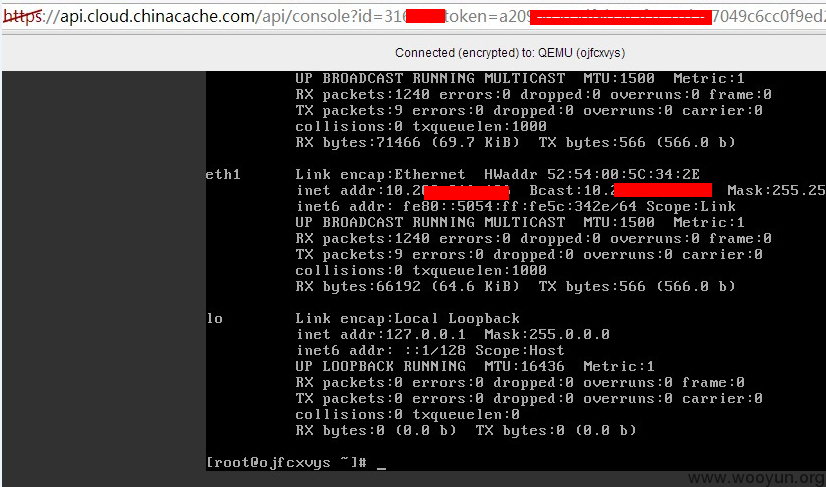 https://api.cloud.chinacache.com/api/console?id=316 token=a209 7049c6cc0f9ed2
Connected (encrypted) to: QEMU (ojfcxvys)
UP BROADCAST RUNNING MULTICAST MTU:1500 Metric:1
RX packets:1240 errors:0 dropped:0 overruns:0 frame:0
TX packets:9 errors:0 dropped:0 overruns:0 carrier:0
collisions:0 txqueuelen:1000
RX bytes:71466 (69.7 KiB) TX bytes:566 (566.0 b)
eth1 Link encap:Ethernet HWaddr 52:54:00:5C:34:2E
inet addr:10.2 Bcast:10.2 Mask:255.25
inet6 addr: fe80::5054:ff:fe5c:342e/64 Scope:Link
UP BROADCAST RUNNING MULTICAST MTU:1500 Metric:1
RX packets:1240 errors:0 dropped:0 overruns:0 frame:0
TX packets:9 errors:0 dropped:0 overruns:0 carrier:0
collisions:0 txqueuelen:1000
RX bytes:66192 (64.6 KiB) TX bytes:566 (566.0 b)
lo Link encap:Local Loopback
inet addr:127.0.0.1 Mask:255.0.0.0
inet6 addr: ::1/128 Scope:Host
UP LOOPBACK RUNNING MTU:16436 Metric:1
RX packets:0 errors:0 dropped:0 overruns:0 frame:0
TX packets:0 errors:0 dropped:0 overruns:0 carrier:0
collisions:0 txqueuelen:0
RX bytes:0 (0.0 b) TX bytes:0 (0.0 b)
[root@ojfcxvys ~]# _
www.wooyun.org